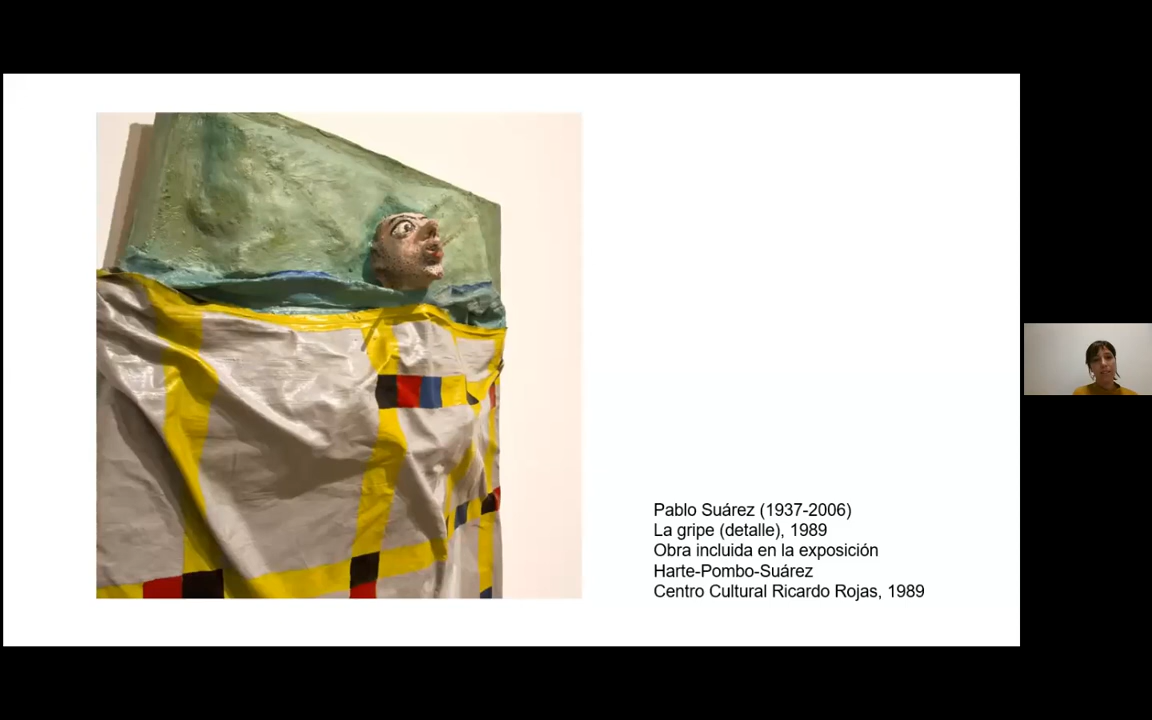 Pablo Suárez (1937-2006)
La gripe (detalle), 1989
Obra incluida en la exposición
Harte-Pombo-Suárez
Centro Cultural Ricardo Rojas, 1989